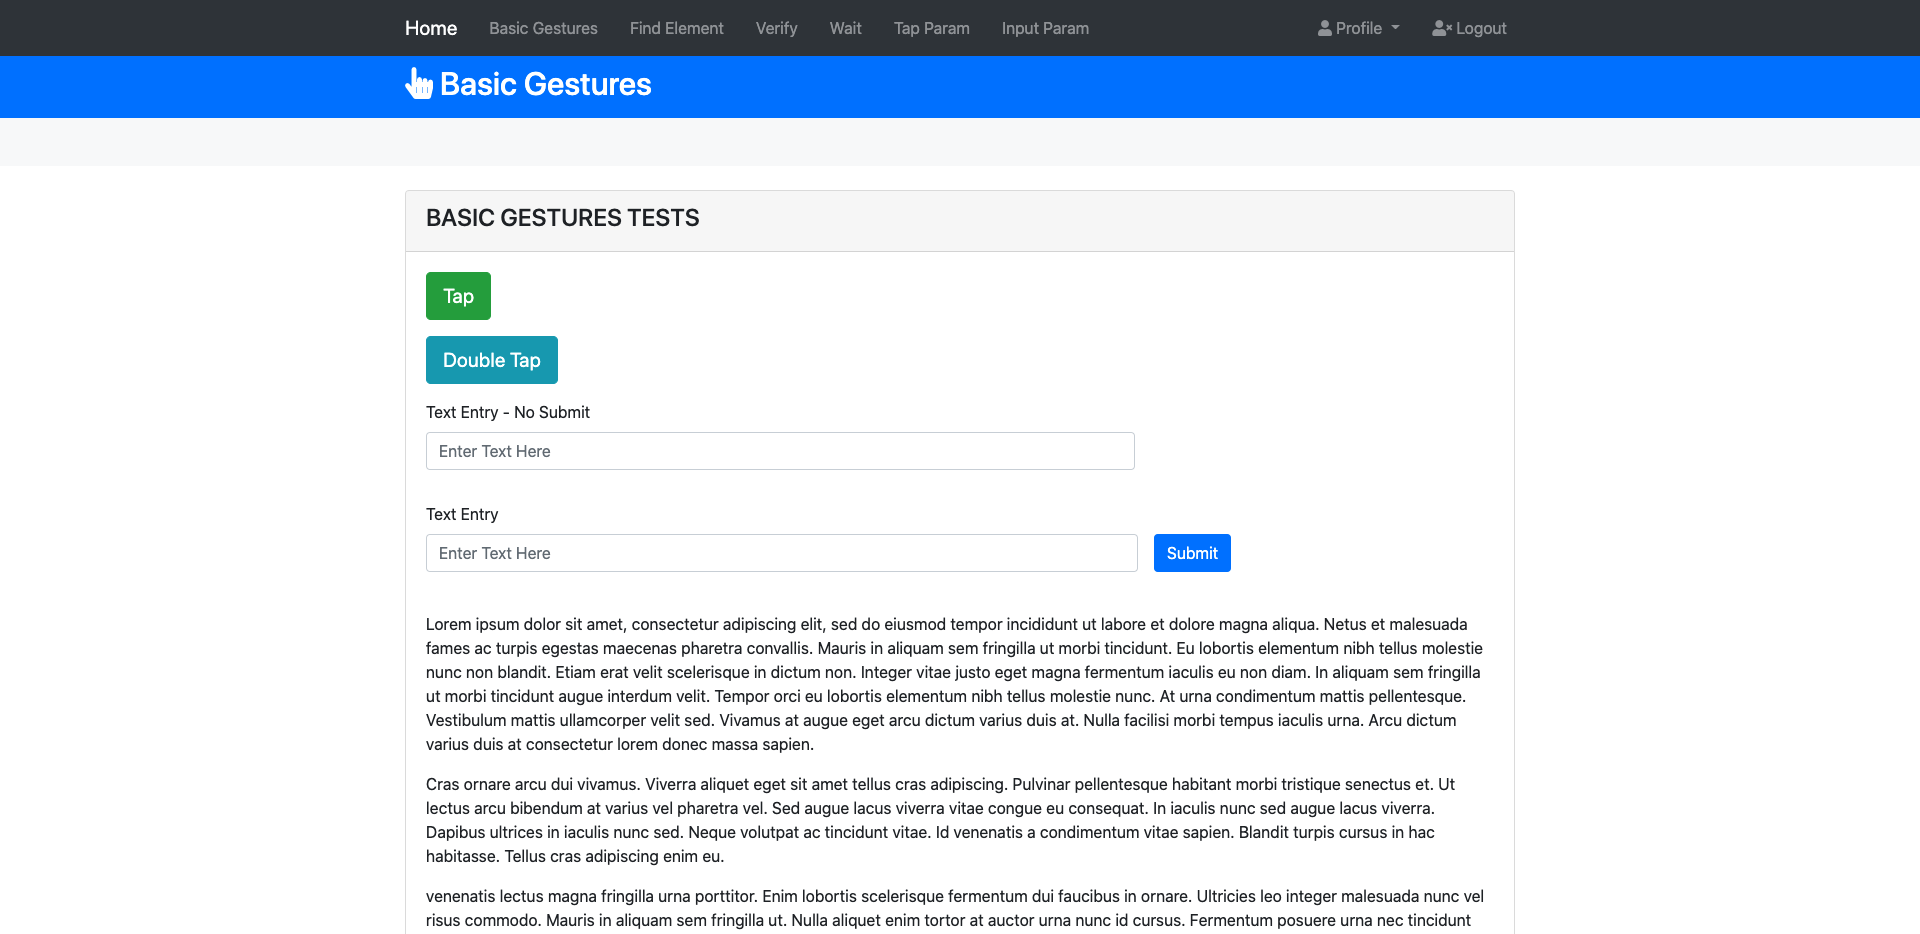 Home Basic Gestures Find Element Verify Wait Tap Param Input Param Profile Logout
Basic Gestures
BASIC GESTURES TESTS
Tap
Double Tap
Text Entry - No Submit
Enter Text Here
Text Entry
Enter Text Here Submit
Lorem ipsum dolor sit amet, consectetur adipiscing elit, sed do eiusmod tempor incididunt ut labore et dolore magna aliqua. Netus et malesuada
fames ac turpis egestas maecenas pharetra convallis. Mauris in aliquam sem fringilla ut morbi tincidunt. Eu lobortis elementum nibh tellus molestie
nunc non blandit. Etiam erat velit scelerisque in dictum non. Integer vitae justo eget magna fermentum iaculis eu non diam. In aliquam sem fringilla
ut morbi tincidunt augue interdum velit. Tempor orci eu lobortis elementum nibh tellus molestie nunc. At urna condimentum mattis pellentesque.
Vestibulum mattis ullamcorper velit sed. Vivamus at augue eget arcu dictum varius duis at. Nulla facilisi morbi tempus iaculis urna. Arcu dictum
varius duis at consectetur lorem donec massa sapien.
Cras ornare arcu dui vivamus. Viverra aliquet eget sit amet tellus cras adipiscing. Pulvinar pellentesque habitant morbi tristique senectus et. Ut
lectus arcu bibendum at varius vel pharetra vel. Sed augue lacus viverra vitae congue eu consequat. In iaculis nunc sed augue lacus viverra.
Dapibus ultrices in iaculis nunc sed. Neque volutpat ac tincidunt vitae. Id venenatis a condimentum vitae sapien. Blandit turpis cursus in hac
habitasse. Tellus cras adipiscing enim eu.
venenatis lectus magna fringilla urna porttitor. Enim lobortis scelerisque fermentum dui faucibus in ornare. Ultricies leo integer malesuada nunc vel
risus commodo. Mauris in aliquam sem fringilla ut. Nulla aliquet enim tortor at auctor urna nunc id cursus. Fermentum posuere urna nec tincidunt